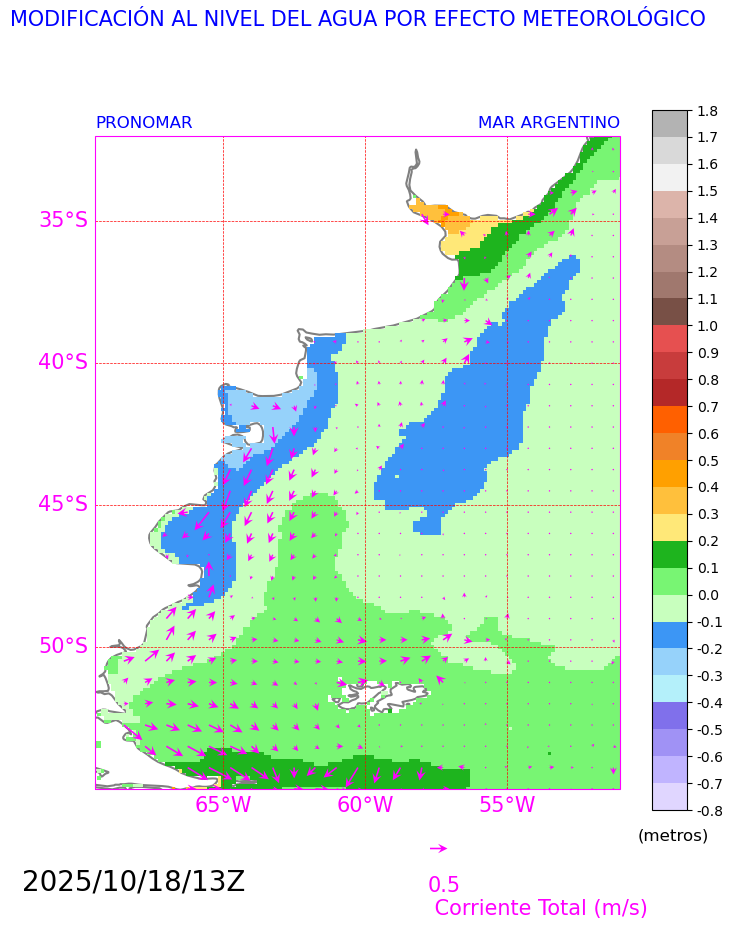 MODIFICACIÓN AL NIVEL DEL AGUA POR EFECTO METEOROLÓGICO
PRONOMAR
MAR ARGENTINO
35°S
40°S
45°S
50°S
65°W
60°W
55°W
1.8
1.7
1.6
1.5
1.4
1.3
1.2
1.1
1.0
0.9
0.8
0.7
0.6
0.5
0.4
0.3
0.2
0.1
0.0
-0.1
-0.2
-0.3
-0.4
-0.5
-0.6
-0.7
-0.8
(metros)
2025/10/18/13Z
0.5
Corriente Total (m/s)